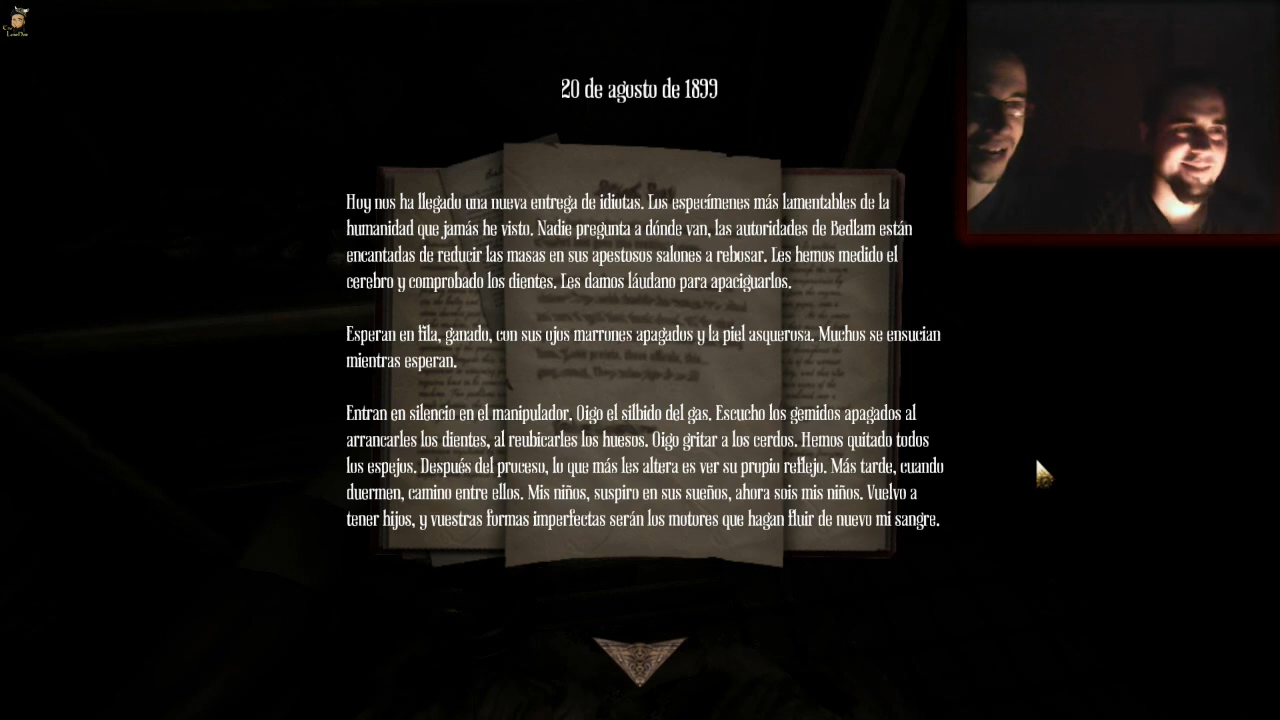 20 de agosto de 1899
Hoy nos ha llegado una nueva entrega de idiotas. Los especímenes más lamentables de la
humanidad que jamás he visto. Nadie pregunta a dónde van, las autoridades de Bedlam están
encantadas de reducir las masas en sus apestosos salones a rebosar. Les hemos medido el
cerebro y comprobado los dientes. Les damos láudano para apaciguarlos.
Esperan en fila, ganado, con sus ojos marrones apagados y la piel asquerosa. Muchos se ensucian
mientras esperan.
Entran en silencio en el manipulador. Oigo el silbido del gas. Escucho los gemidos apagados al
arrancarles los dientes, al reubicarles los huesos. Oigo gritar a los cerdos. Hemos quitado todos
los espejos. Después del proceso, lo que más les altera es ver su propio reflejo. Más tarde, cuando
duermen, camino entre ellos. Mis niños, suspiro en sus sueños, ahora sois mis niños. Vuelvo a
tener hijos, y vuestras formas imperfectas serán los motores que hagan fluir de nuevo mi sangre.